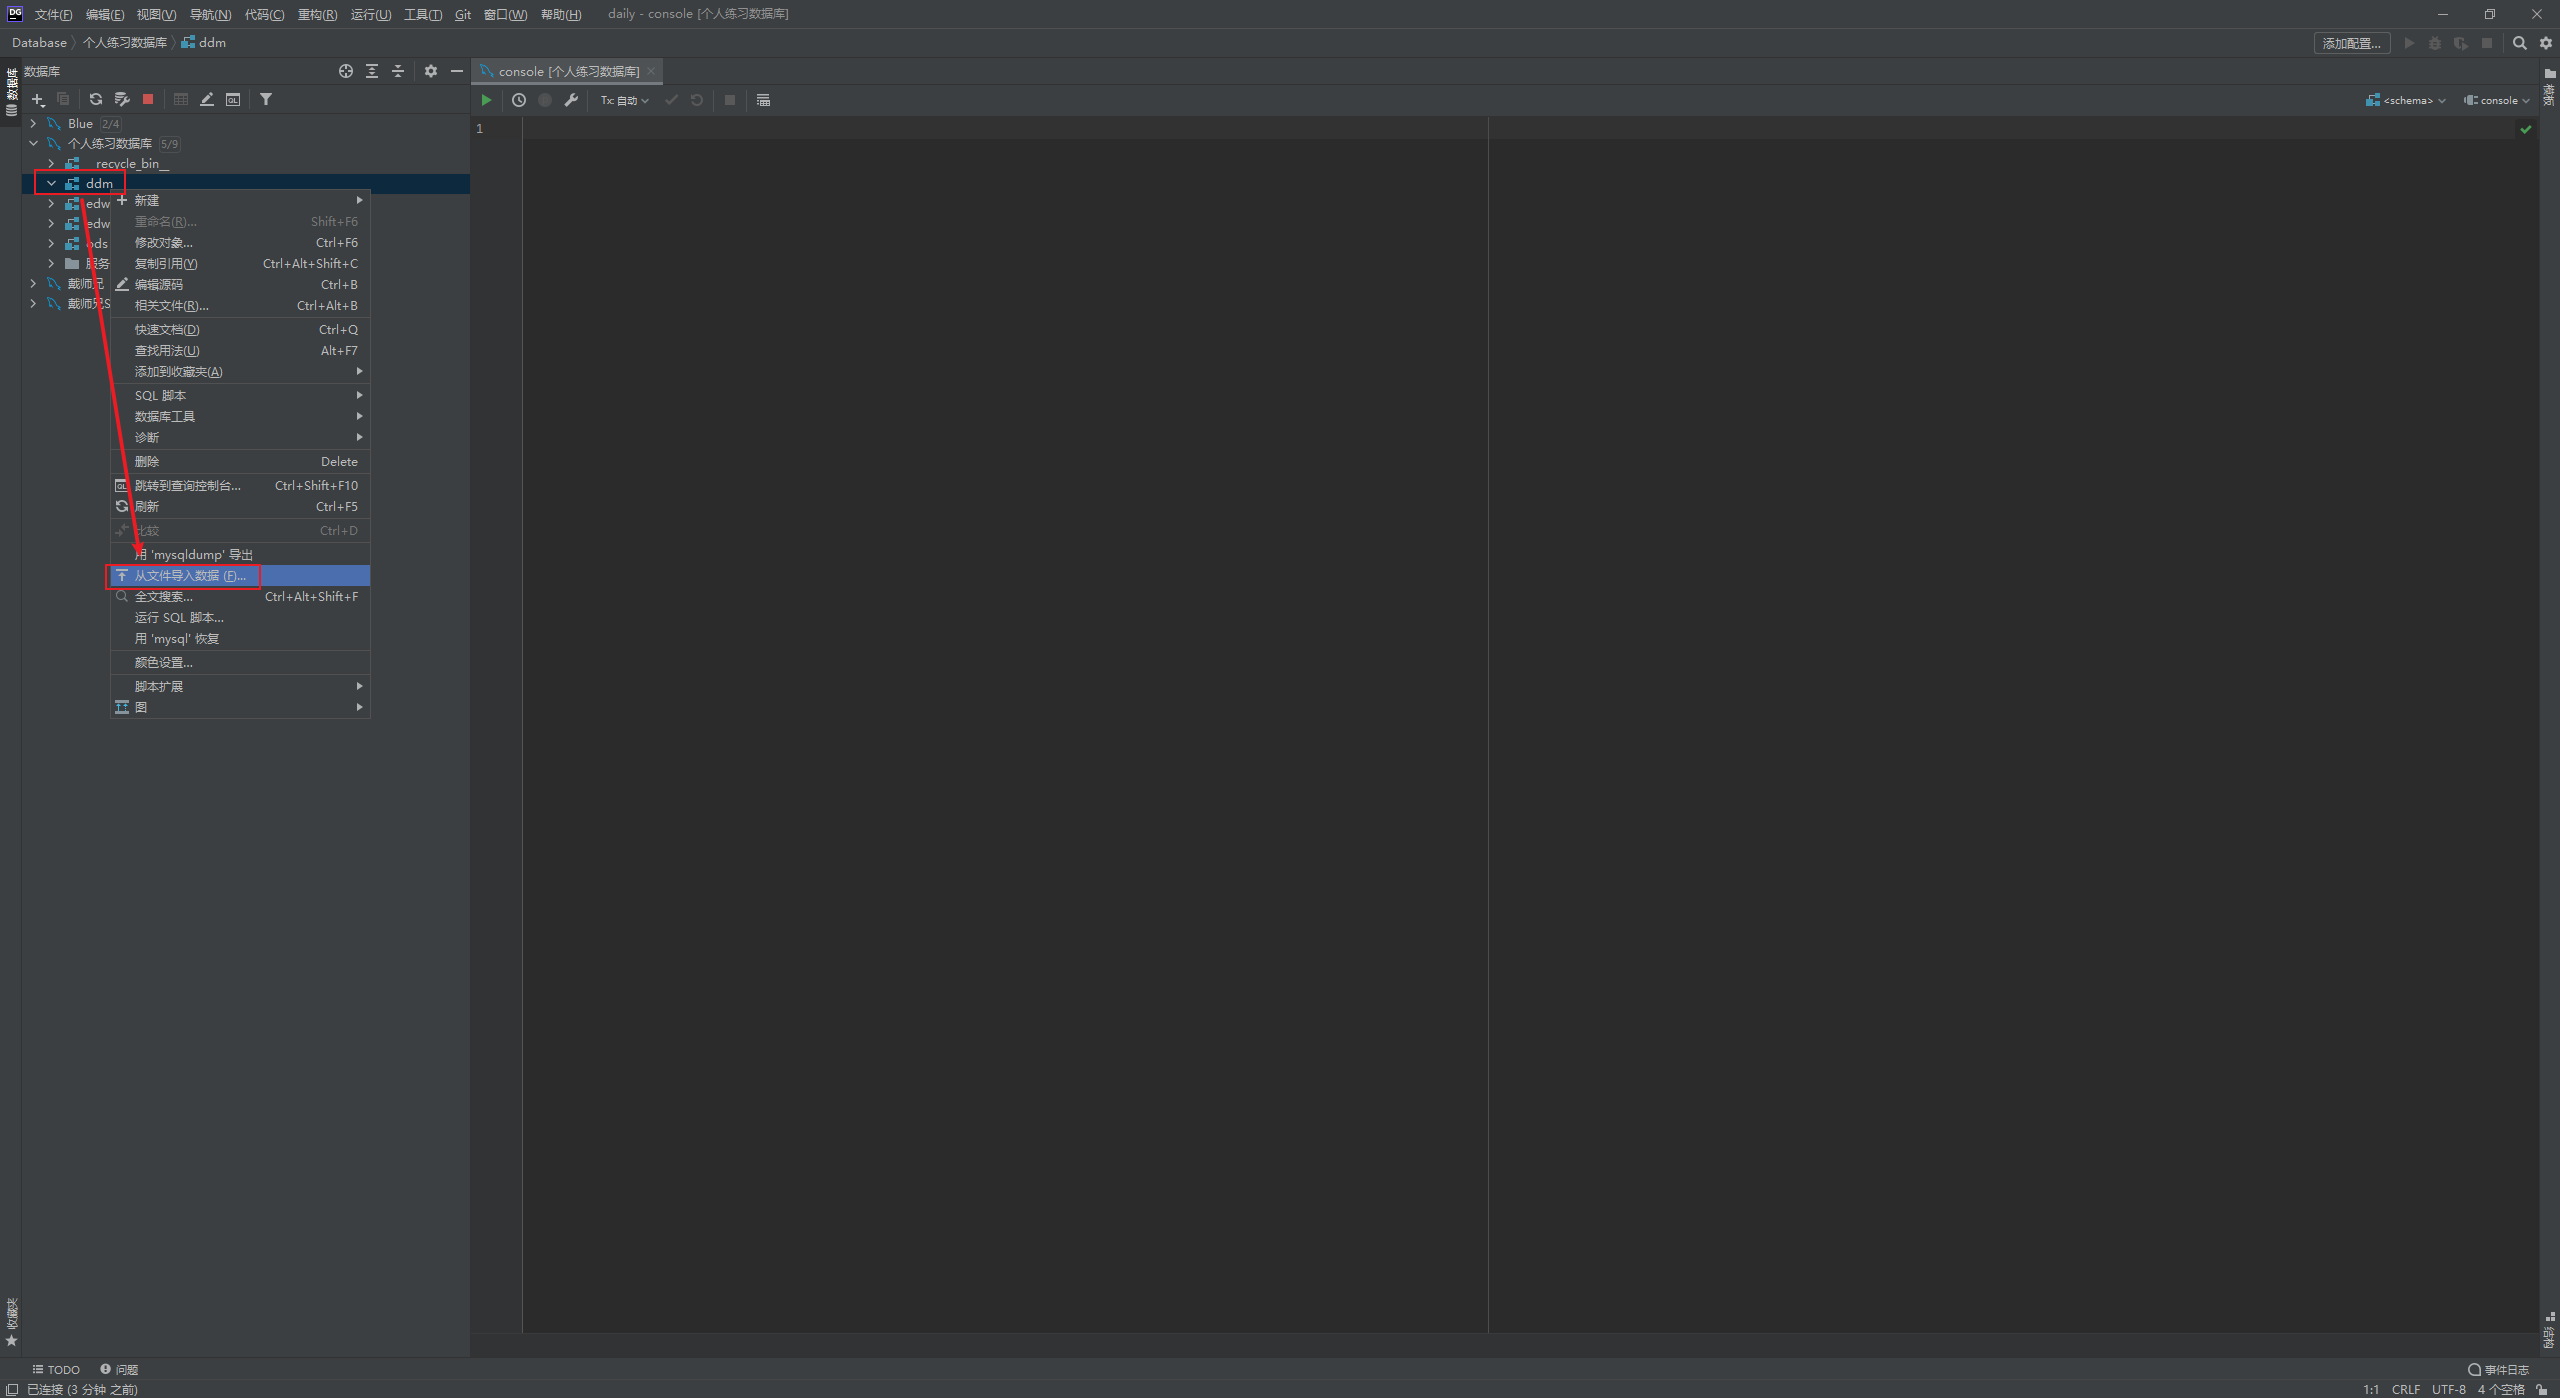 DG 文件(F) 编辑(E) 视图(V) 导航(N) 代码(C) 重构(R) 运行(U) 工具(T) Git 窗口(W) 帮助(H) daily - console [个人练习数据库]
Database 个人练习数据库 ddm 添加配置...
数据库
数据库
console [个人练习数据库]
Tx: 自动
<schema> console
1
Blue 2/4
个人练习数据库 5/9
__recycle_bin__
ddm
edw
edw
ods
服务
戴师兄
戴师兄S
新建
重命名(R)... Shift+F6
修改对象... Ctrl+F6
复制引用(Y) Ctrl+Alt+Shift+C
编辑源码 Ctrl+B
相关文件(R)... Ctrl+Alt+B
快速文档(D) Ctrl+Q
查找用法(U) Alt+F7
添加到收藏夹(A)
SQL 脚本
数据库工具
诊断
删除 Delete
跳转到查询控制台... Ctrl+Shift+F10
刷新 Ctrl+F5
比较 Ctrl+D
用 'mysqldump' 导出
从文件导入数据 (F)...
全文搜索... Ctrl+Alt+Shift+F
运行 SQL 脚本...
用 'mysql' 恢复
颜色设置...
脚本扩展
图
收藏夹
结构
TODO 问题 事件日志
已连接 (3 分钟 之前) 1:1 CRLF UTF-8 4 个空格